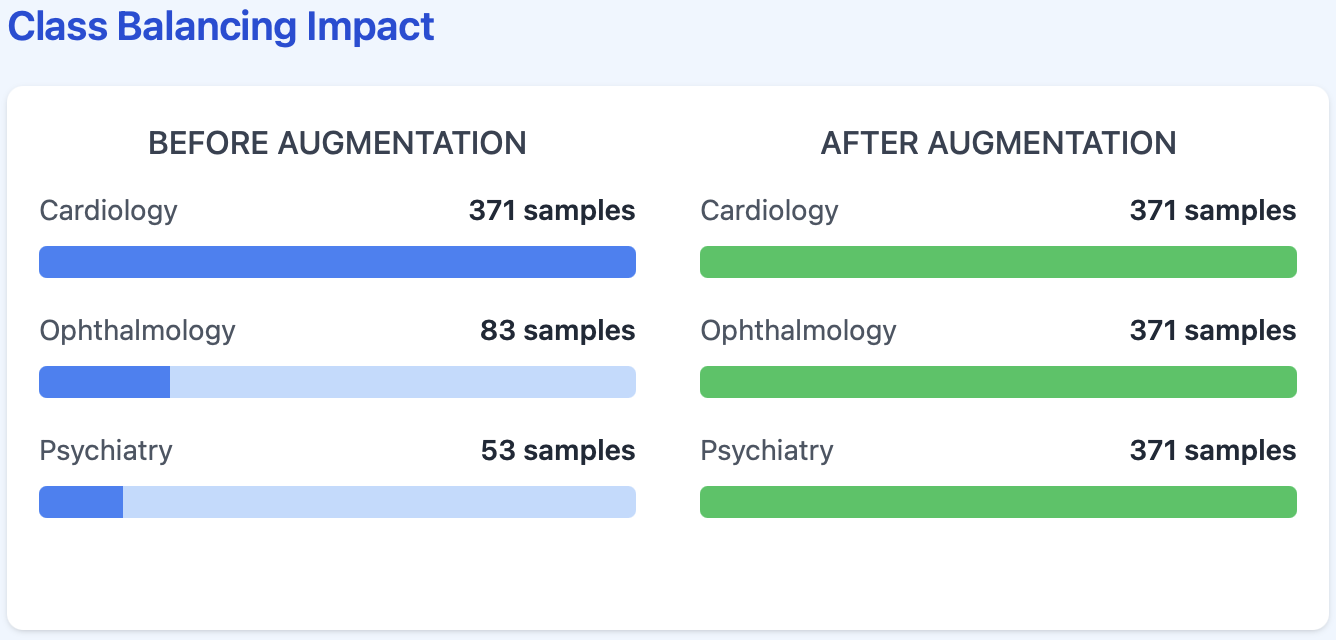 Class Balancing Impact
BEFORE AUGMENTATION
Cardiology 371 samples
Ophthalmology 83 samples
Psychiatry 53 samples
AFTER AUGMENTATION
Cardiology 371 samples
Ophthalmology 371 samples
Psychiatry 371 samples